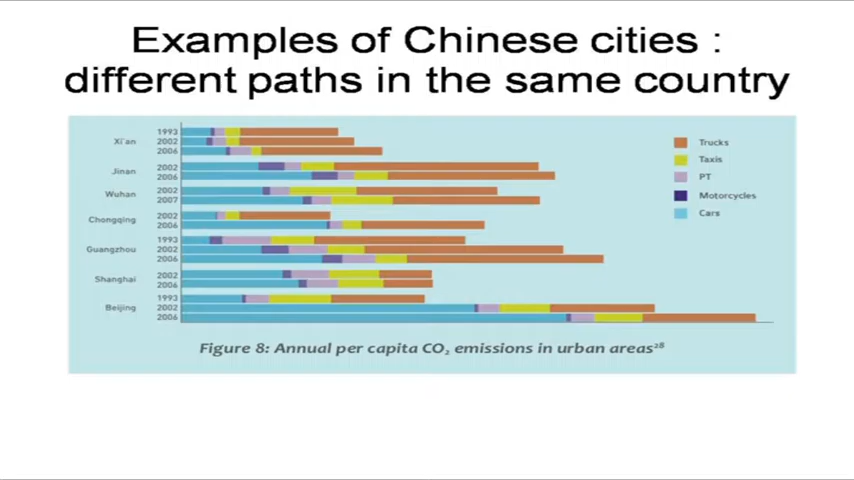 Examples of Chinese cities :
different paths in the same country
Xi'an
1993
2002
2006
Jinan
2002
2006
Wuhan
2002
2007
Chongqing
2002
2006
Guangzhou
1993
2002
2006
Shanghai
2002
2006
Beijing
1993
2002
2006
Trucks
Taxis
PT
Motorcycles
Cars
Figure 8: Annual per capita CO₂ emissions in urban areas²⁸